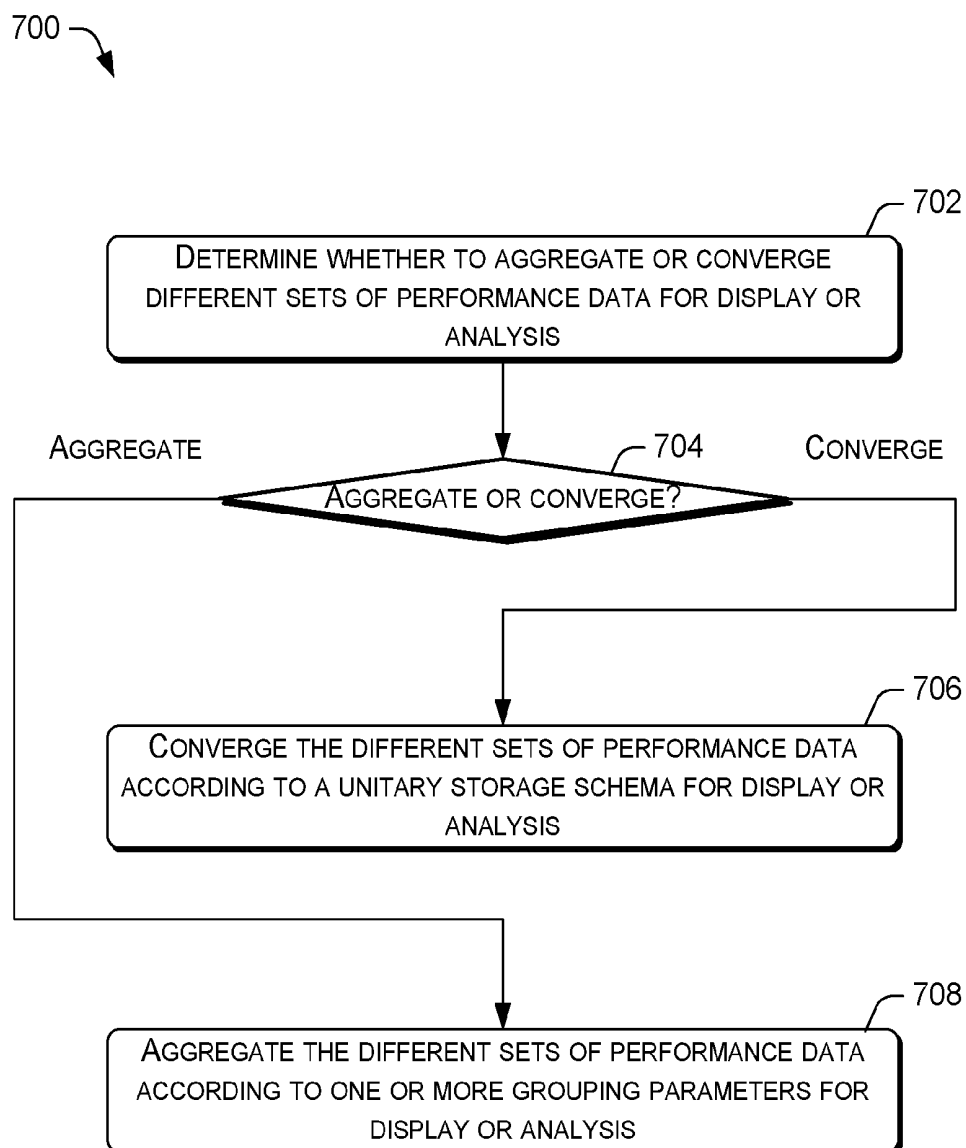 700
702
DETERMINE WHETHER TO AGGREGATE OR CONVERGE
DIFFERENT SETS OF PERFORMANCE DATA FOR DISPLAY OR
ANALYSIS
AGGREGATE
704
CONVERGE
AGGREGATE OR CONVERGE?
706
CONVERGE THE DIFFERENT SETS OF PERFORMANCE DATA
ACCORDING TO A UNITARY STORAGE SCHEMA FOR DISPLAY OR
ANALYSIS
708
AGGREGATE THE DIFFERENT SETS OF PERFORMANCE DATA
ACCORDING TO ONE OR MORE GROUPING PARAMETERS FOR
DISPLAY OR ANALYSIS